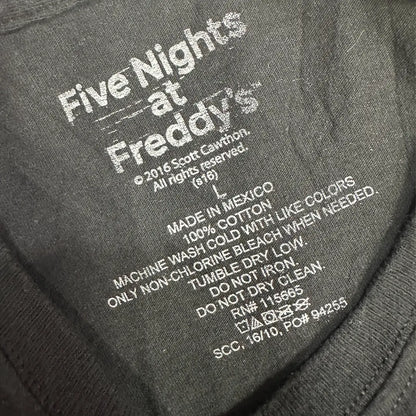 Five Nights
at
Freddy's™
©2016 Scott Cawthon.
All rights reserved.
(s16)
L
MADE IN MEXICO
100% COTTON
MACHINE WASH COLD WITH LIKE COLORS
ONLY NON-CHLORINE BLEACH WHEN NEEDED.
TUMBLE DRY LOW.
DO NOT IRON.
DO NOT DRY CLEAN.
RN# 115665
SCC, 16/10, PO# 94255